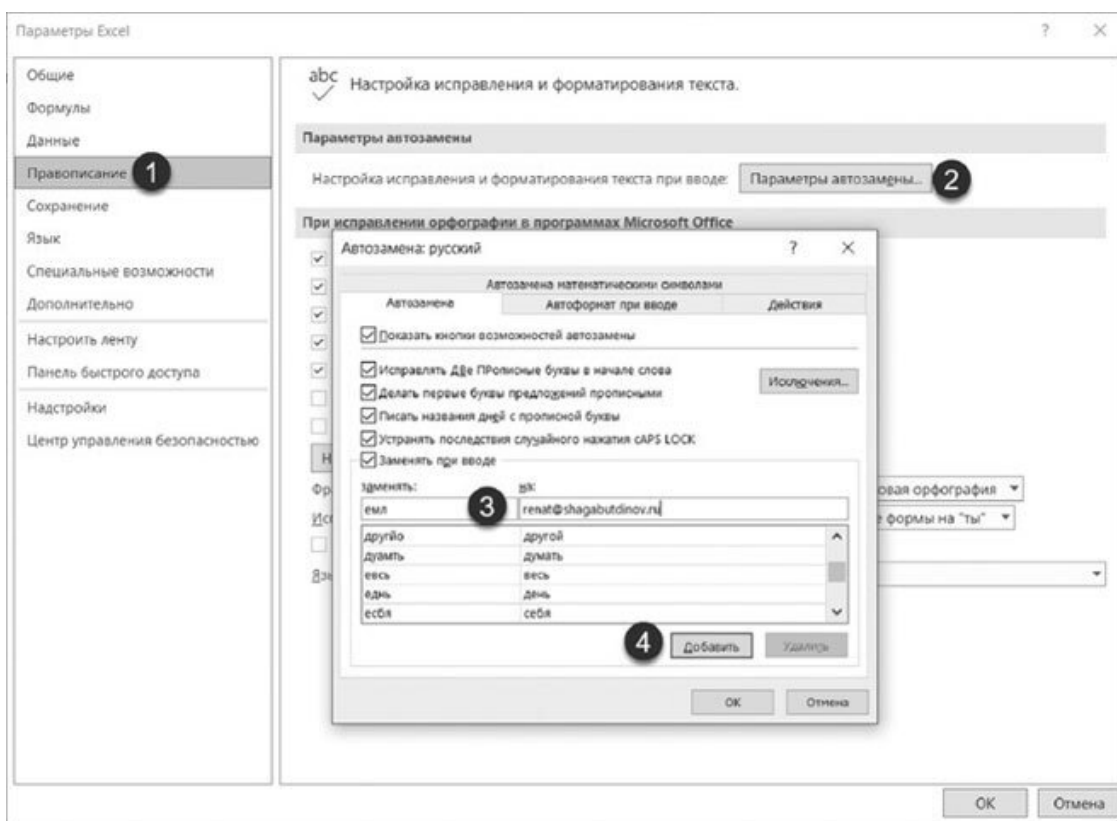 Параметры Excel
Общие
Формулы
Данные
Правописание 1
Сохранение
Язык
Специальные возможности
Дополнительно
Настроить ленту
Панель быстрого доступа
Надстройки
Центр управления безопасностью
abc Настройка исправления и форматирования текста.
Параметры автозамены
Настройка исправления и форматирования текста при вводе: Параметры автозамены... 2
При исправлении орфографии в программах Microsoft Office
Автозамена: русский
Автозамена математическими символами
Автозамена Автоформат при вводе Действия
Показать кнопки возможностей автозамены
Исправлять ДВе ПРописные буквы в начале слова
Исключения...
Делать первые буквы предложений прописными
Писать названия дней с прописной буквы
Устранять последствия случайного нажатия cAPS LOCK
Заменять при вводе
заменять: на:
емл 3 renat@shagabutdinov.ru
другйо другой
дуамть думать
евсь весь
еднь день
есбя себя
4 Добавить Удалить
ОК Отмена
орфография
формы на "ты"
ОК Отмена